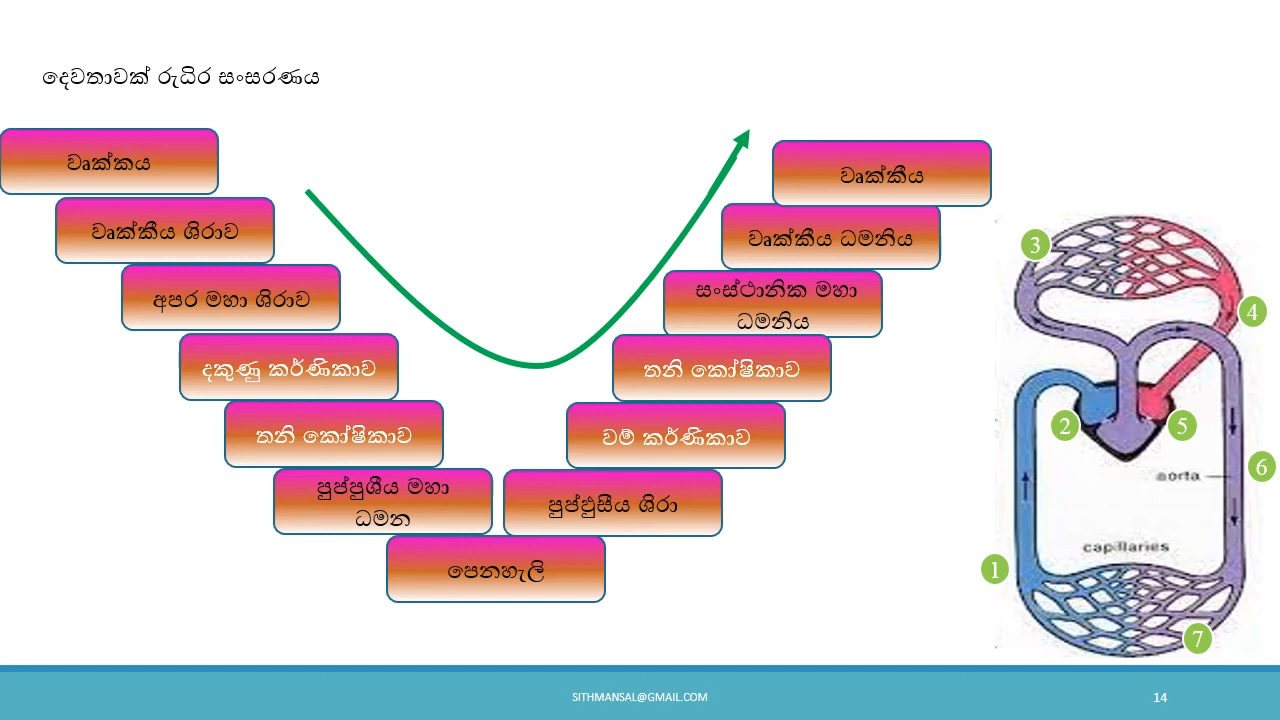 දෙවතාවක් රුධිර සංසරණය
වෘක්කය
වෘක්කීය ශිරාව
අපර මහා ශිරාව
දකුණු කර්ණිකාව
තනි කෝෂිකාව
පුප්පුශීය මහා
ධමන
පෙනහැලි
පුප්ඵුසීය ශිරා
වම් කර්ණිකාව
තනි කෝෂිකාව
සංස්ථානික මහා
ධමනිය
වෘක්කීය ධමනිය
වෘක්කීය
3
4
2
5
6
aorta
capillaries
1
7
SITHMANSAL@GMAIL.COM
14